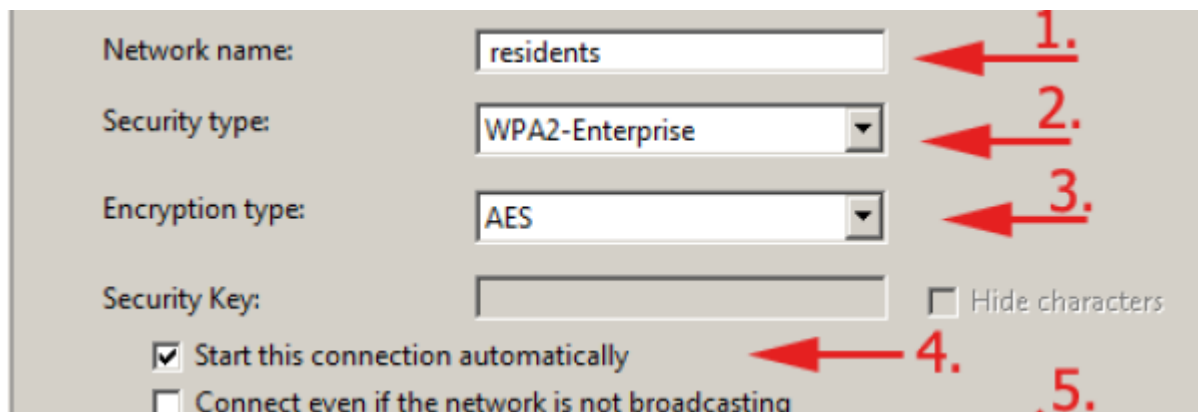 Network name: residents 1.
Security type: WPA2-Enterprise 2.
Encryption type: AES 3.
Security Key: Hide characters
Start this connection automatically 4.
Connect even if the network is not broadcasting 5.